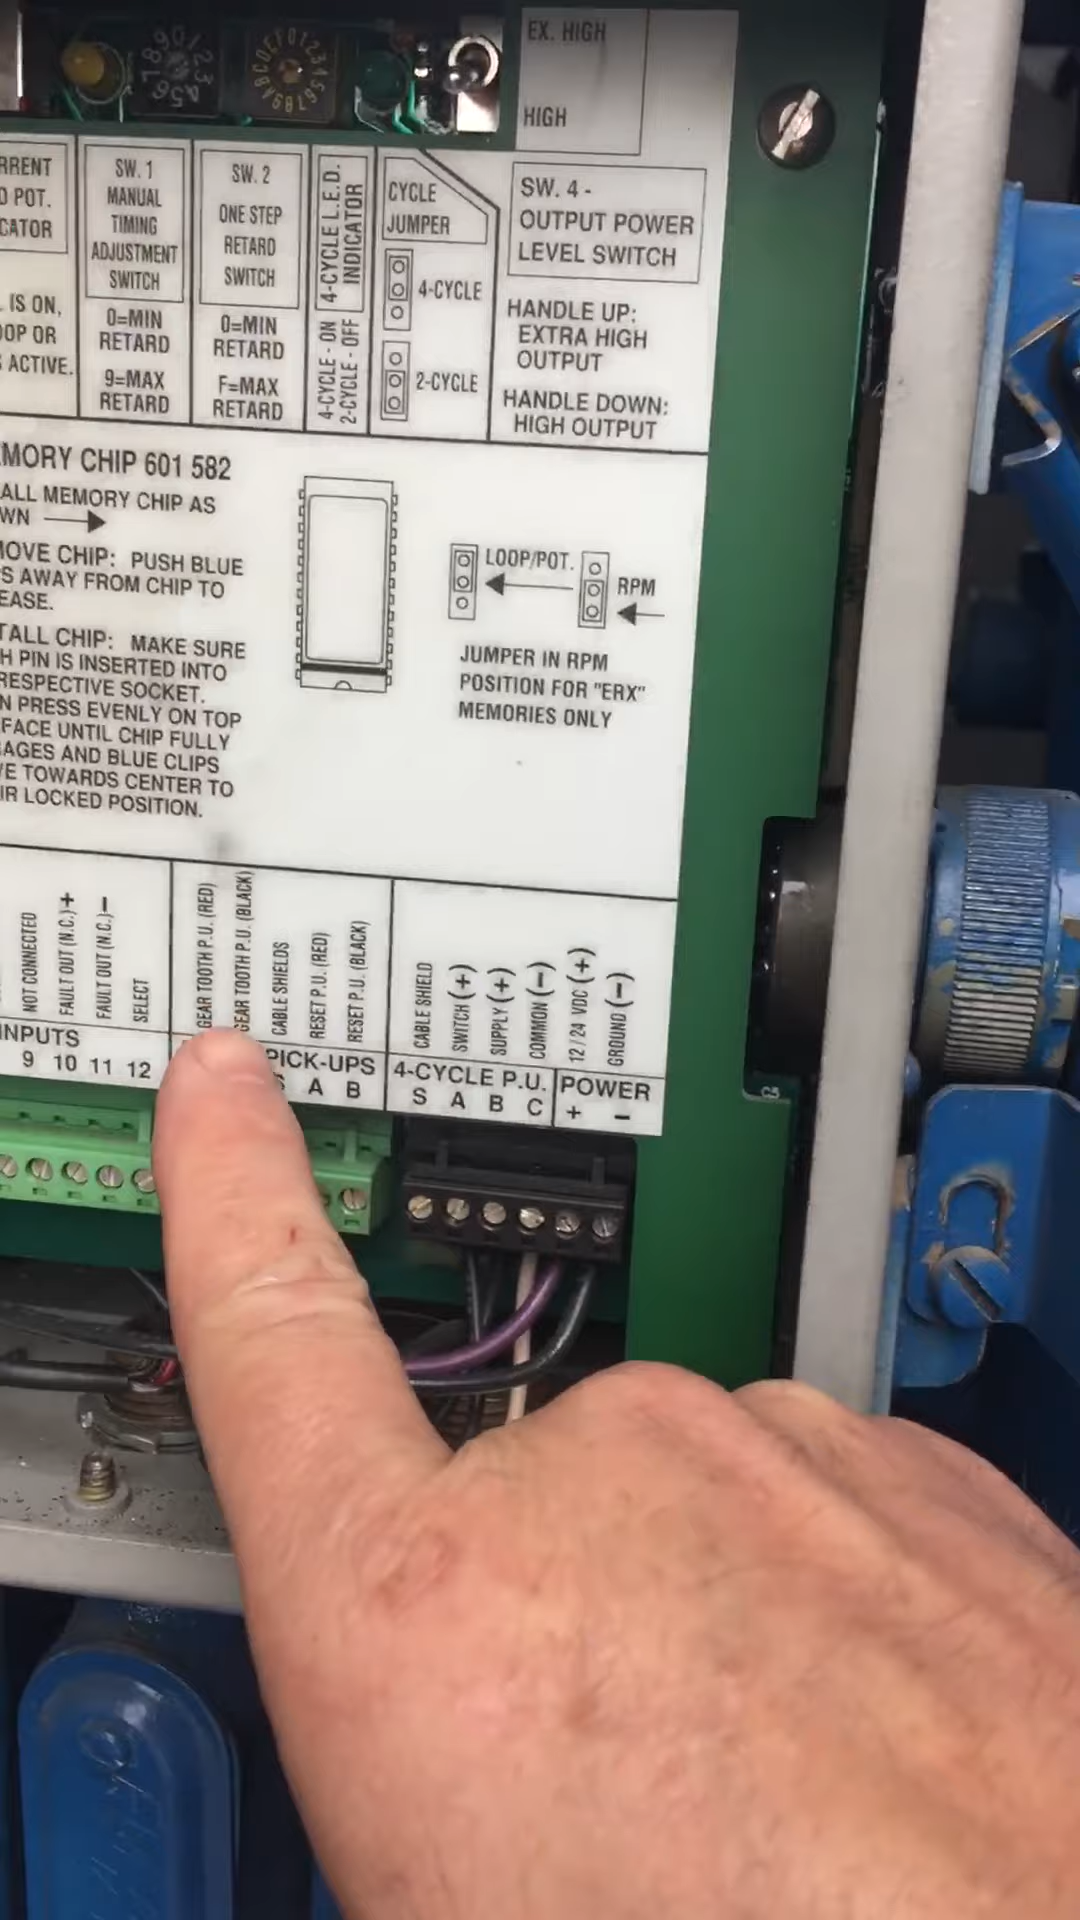 EX. HIGH
HIGH
SW. 1
MANUAL
TIMING
ADJUSTMENT
SWITCH
0=MIN
RETARD
9=MAX
RETARD
SW. 2
ONE STEP
RETARD
SWITCH
0=MIN
RETARD
F=MAX
RETARD
4-CYCLE L.E.D.
INDICATOR
4-CYCLE - ON
2-CYCLE - OFF
CYCLE
JUMPER
4-CYCLE
2-CYCLE
SW. 4 -
OUTPUT POWER
LEVEL SWITCH
HANDLE UP:
EXTRA HIGH
OUTPUT
HANDLE DOWN:
HIGH OUTPUT
RRENT
POT.
CATOR
IS ON,
OOP OR
ACTIVE.
EMORY CHIP 601 582
ALL MEMORY CHIP AS
WN
MOVE CHIP: PUSH BLUE
S AWAY FROM CHIP TO
EASE.
TALL CHIP: MAKE SURE
H PIN IS INSERTED INTO
RESPECTIVE SOCKET.
N PRESS EVENLY ON TOP
FACE UNTIL CHIP FULLY
AGES AND BLUE CLIPS
VE TOWARDS CENTER TO
IR LOCKED POSITION.
LOOP/POT.
RPM
JUMPER IN RPM
POSITION FOR "ERX"
MEMORIES ONLY
NOT CONNECTED
FAULT OUT (N.C.) +
FAULT OUT (N.C.) -
SELECT
INPUTS
9 10 11 12
GEAR TOOTH P.U. (RED)
GEAR TOOTH P.U. (BLACK)
CABLE SHIELDS
RESET P.U. (RED)
RESET P.U. (BLACK)
PICK-UPS
S A B
CABLE SHIELD
SWITCH (+)
SUPPLY (+)
COMMON (-)
4-CYCLE P.U.
S A B C
12 / 24 VDC (+)
GROUND (-)
POWER
+ -
C5